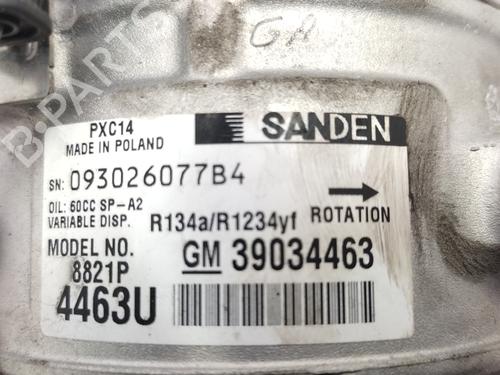 GA
PXC14
MADE IN POLAND
SANDEN
SN: 093026077B4
OIL: 60CC SP-A2
VARIABLE DISP.
R134a/R1234yf
ROTATION
MODEL NO.
8821P
GM 39034463
4463U
B-PARTS